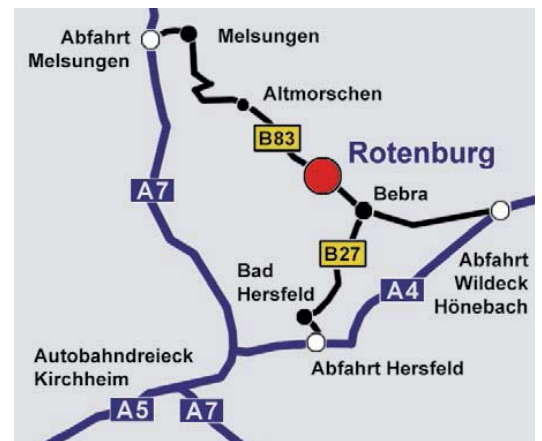 Abfahrt
Melsungen
Melsungen
Altmorschen
B83
Rotenburg
A7
Bebra
B27
Bad
Hersfeld
A4
Abfahrt
Wildeck
Hönebach
Autobahndreieck
Kirchheim
Abfahrt Hersfeld
A5
A7